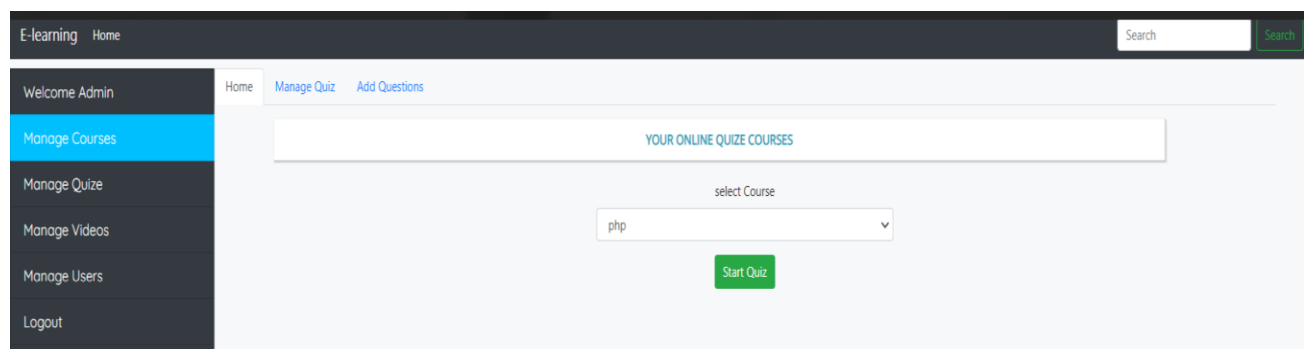 E-learning Home Search Search
Welcome Admin
Manage Courses
Manage Quize
Manage Videos
Manage Users
Logout
Home Manage Quiz Add Questions
YOUR ONLINE QUIZE COURSES
select Course
php
Start Quiz